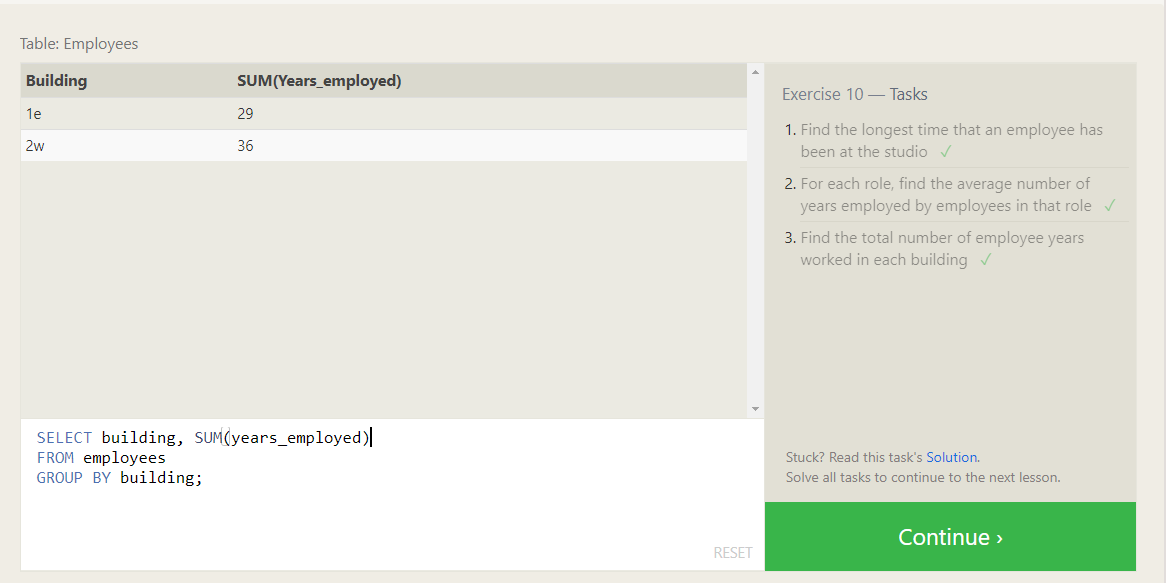 Table: Employees
Building SUM(Years_employed)
1e 29
2w 36
SELECT building, SUM(years_employed)
FROM employees
GROUP BY building;
RESET
Exercise 10 — Tasks
1. Find the longest time that an employee has
been at the studio ✓
2. For each role, find the average number of
years employed by employees in that role ✓
3. Find the total number of employee years
worked in each building ✓
Stuck? Read this task's Solution.
Solve all tasks to continue to the next lesson.
Continue ›